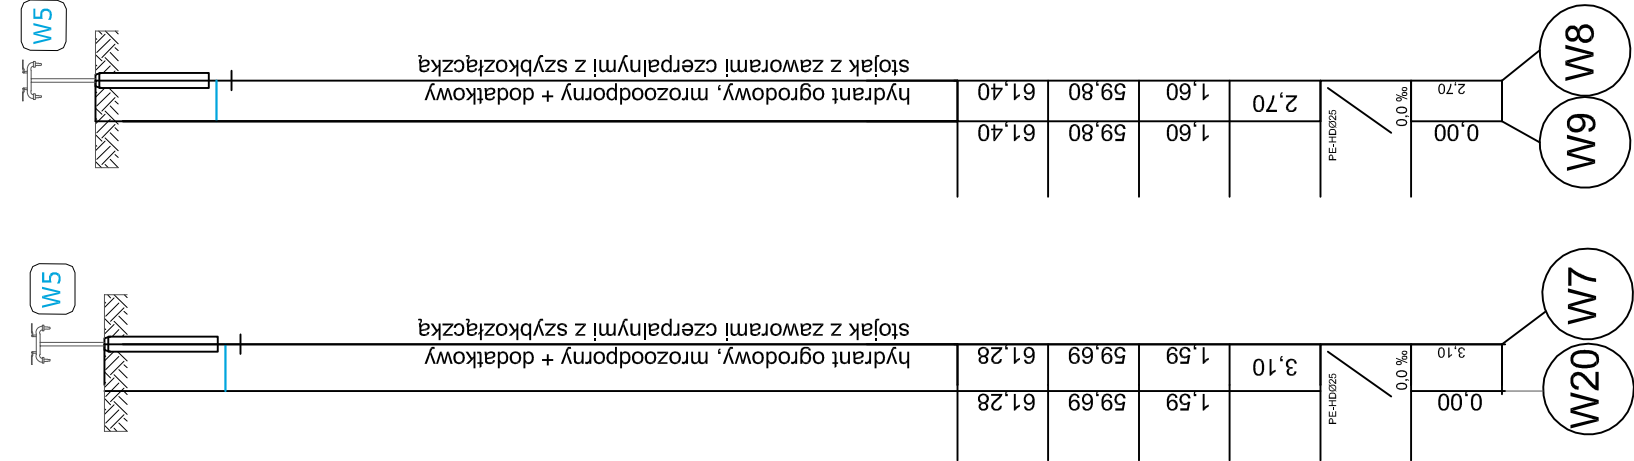 W5
stojak z zaworami czerpalnymi z szybkozłączką
hydrant ogrodowy, mrozoodporny + dodatkowy
61,40
59,80
1,60
2,70
0,0 ‰
2,70
W8
61,40
59,80
1,60
PE-HDØ25
0,00
W9
W5
stojak z zaworami czerpalnymi z szybkozłączką
hydrant ogrodowy, mrozoodporny + dodatkowy
61,28
59,69
1,59
3,10
0,0 ‰
3,10
W7
61,28
59,69
1,59
PE-HDØ25
0,00
W20